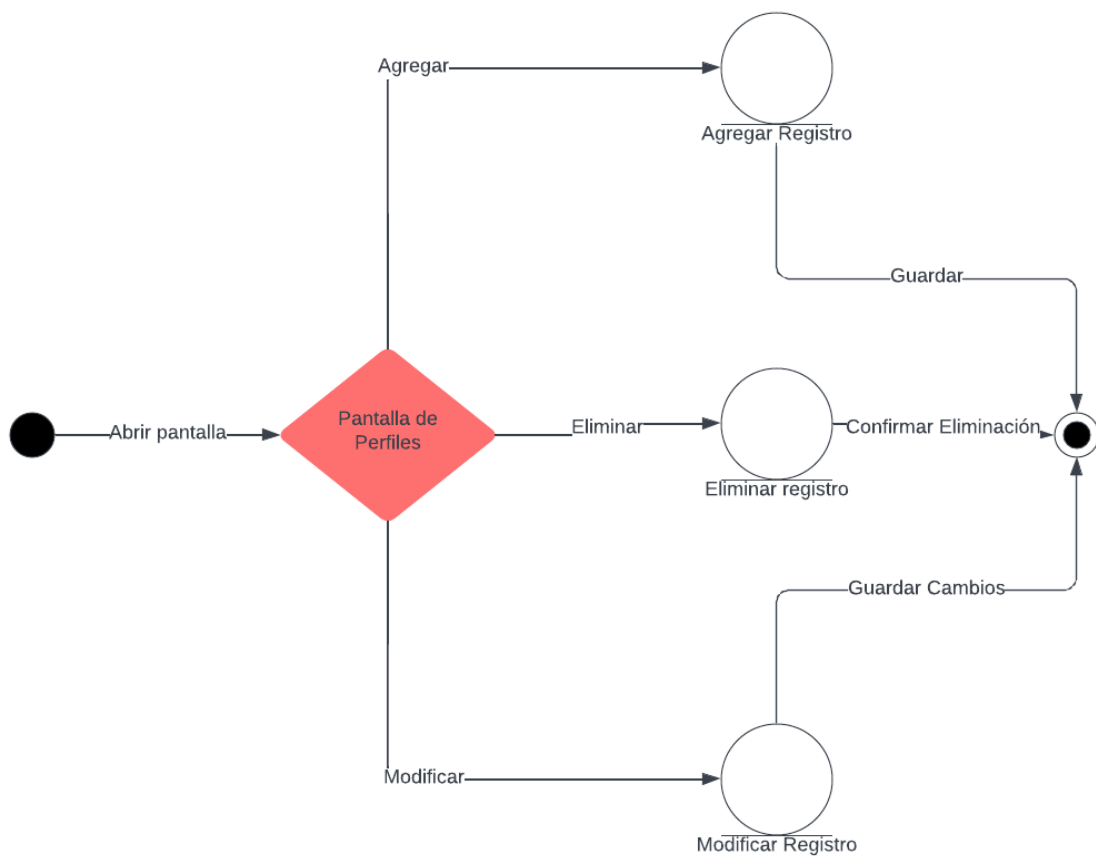 Agregar
Agregar Registro
Guardar
Abrir pantalla
Pantalla de
Perfiles
Eliminar
Confirmar Eliminación
Eliminar registro
Guardar Cambios
Modificar
Modificar Registro